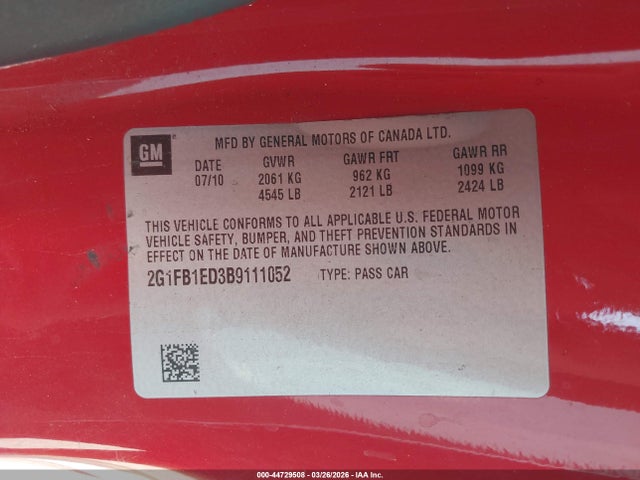 GM
MFD BY GENERAL MOTORS OF CANADA LTD.
DATE GVWR GAWR FRT GAWR RR
07/10 2061 KG 962 KG 1099 KG
4545 LB 2121 LB 2424 LB
THIS VEHICLE CONFORMS TO ALL APPLICABLE U.S. FEDERAL MOTOR
VEHICLE SAFETY, BUMPER, AND THEFT PREVENTION STANDARDS IN
EFFECT ON THE DATE OF MANUFACTURE SHOWN ABOVE.
2G1FB1ED3B9111052 TYPE: PASS CAR
000-44729508 - 03/26/2026 - IAA Inc.